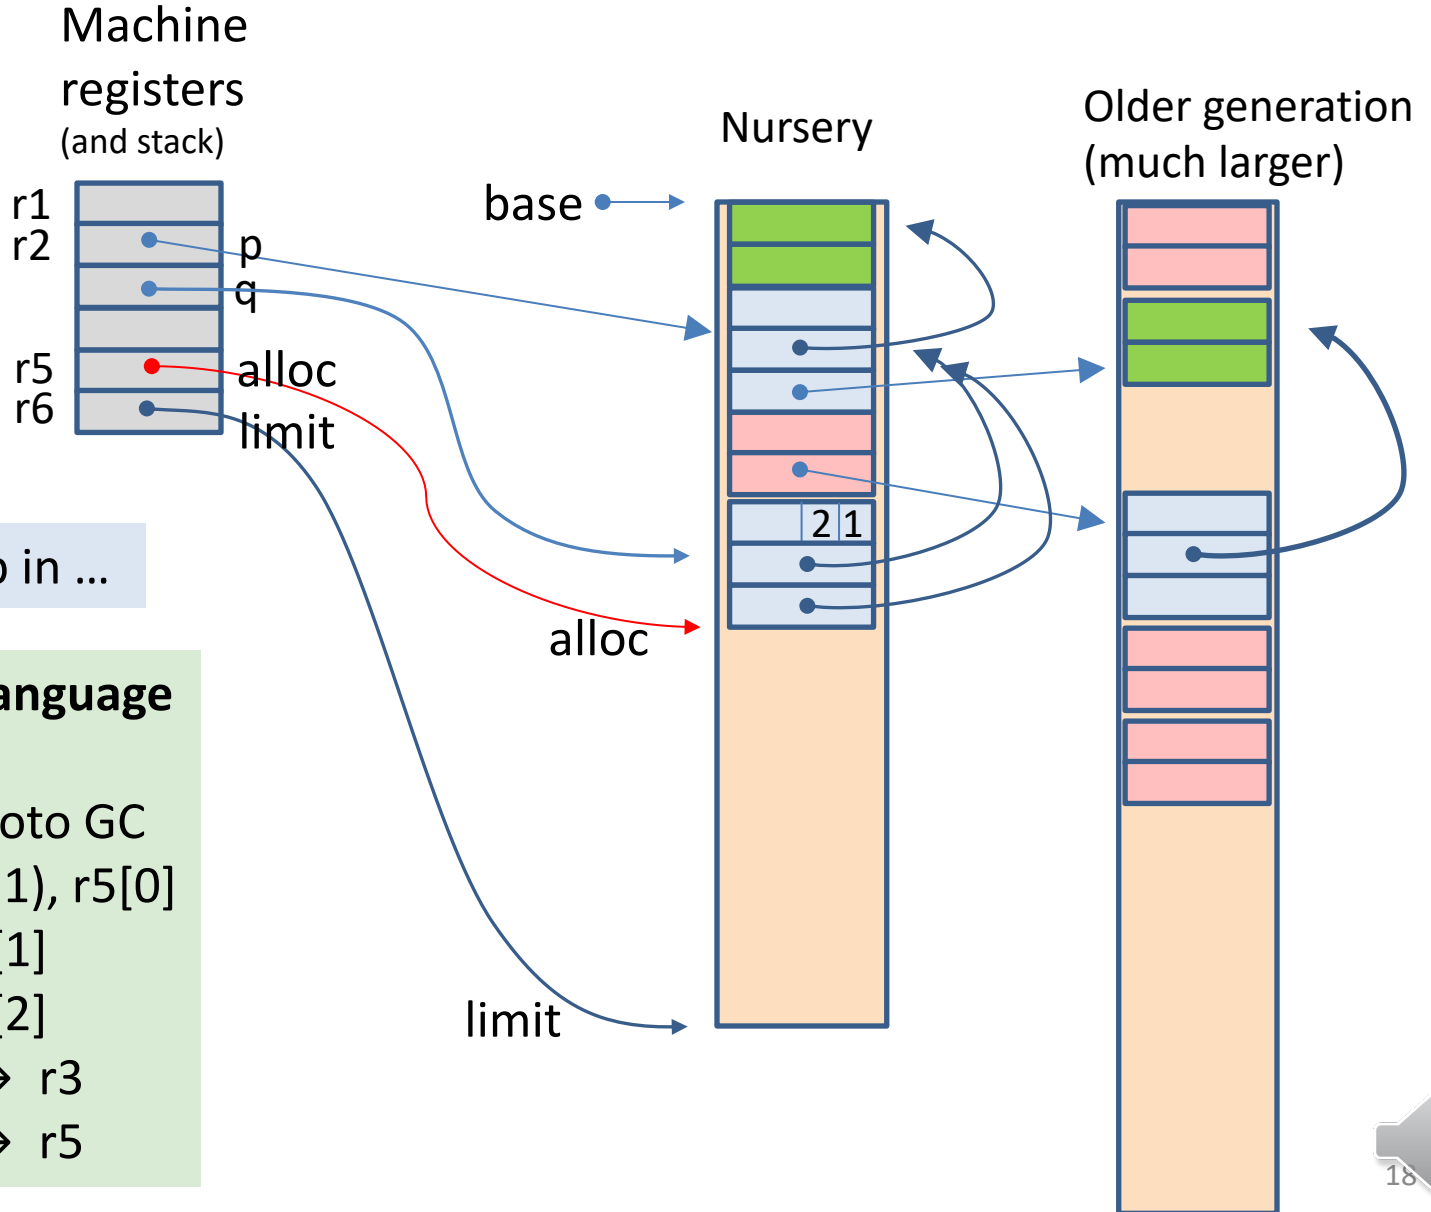 Machine
registers
(and stack)
r1
r2
p
q
r5
alloc
r6
limit
base
Nursery
Older generation
(much larger)
2 1
alloc
limit
in ...
anguage
oto GC
1), r5[0]
[1]
[2]
→ r3
→ r5
18